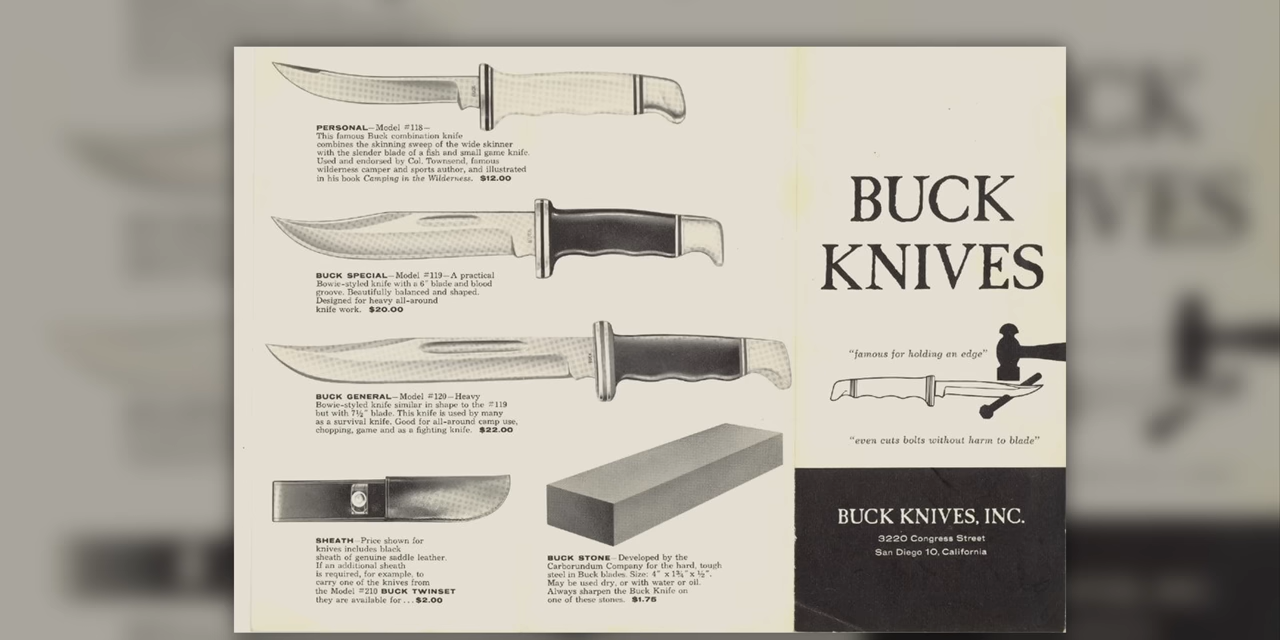 PERSONAL—Model #118—
This famous Buck combination knife
combines the skinning sweep of the wide skinner
with the slender blade of a fish and small game knife.
Used and endorsed by Col. Townsend, famous
wilderness camper and sports author, and illustrated
in his book Camping in the Wilderness. $12.00
BUCK SPECIAL—Model #119—A practical
Bowie-styled knife with a 6" blade and blood
groove. Beautifully balanced and shaped.
Designed for heavy all-around
knife work. $20.00
BUCK GENERAL—Model #120—Heavy
Bowie-styled knife similar in shape to the #119
but with 7½" blade. This knife is used by many
as a survival knife. Good for all-around camp use,
chopping, game and as a fighting knife. $22.00
SHEATH—Price shown for
knives includes black
sheath of genuine saddle leather.
If an additional sheath
is required, for example, to
carry one of the knives from
the Model #210 BUCK TWINSET
they are available for . . . $2.00
BUCK STONE—Developed by the
Carborundum Company for the hard, tough
steel in Buck blades. Size: 4" x 1¾" x ½".
May be used dry, or with water or oil.
Always sharpen the Buck Knife on
one of these stones. $1.75
BUCK
KNIVES
"famous for holding an edge"
"even cuts bolts without harm to blade"
BUCK KNIVES, INC.
3220 Congress Street
San Diego 10, California